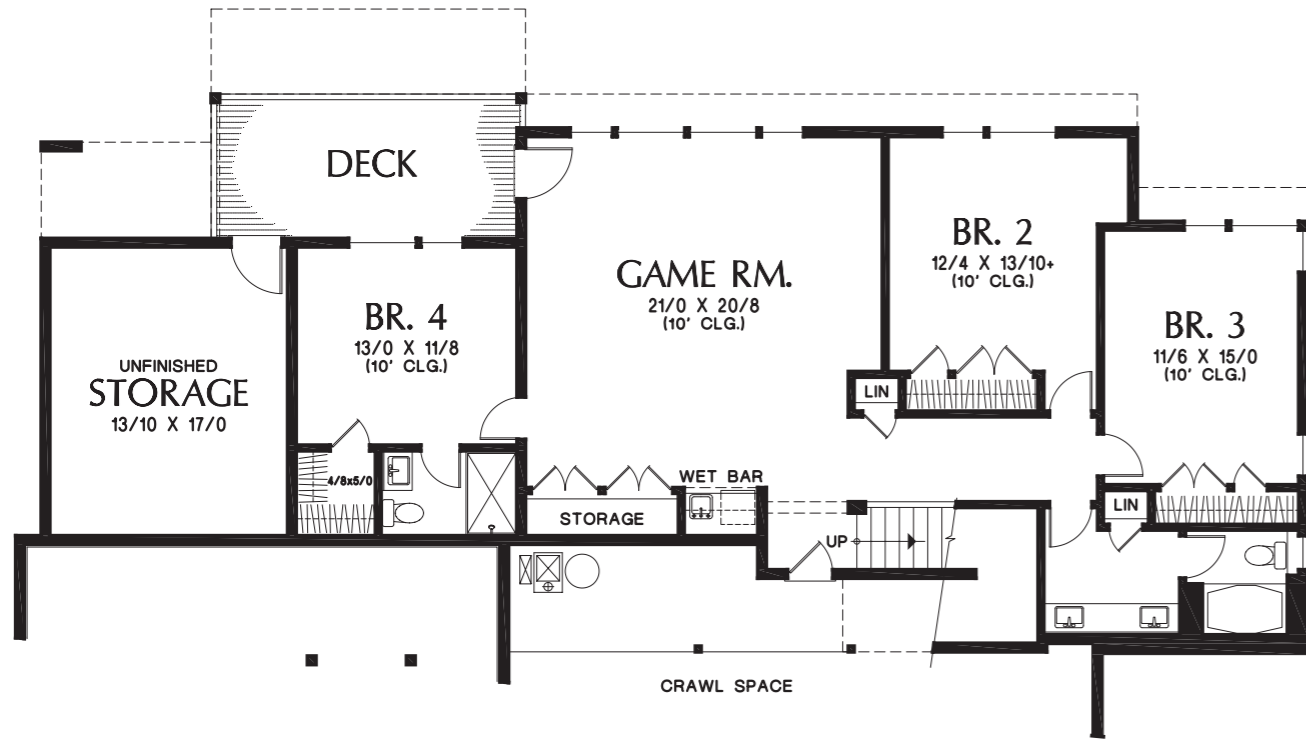 DECK
GAME RM.
21/0 X 20/8
(10' CLG.)
BR. 2
12/4 X 13/10+
(10' CLG.)
BR. 3
11/6 X 15/0
(10' CLG.)
BR. 4
13/0 X 11/8
(10' CLG.)
UNFINISHED
STORAGE
13/10 X 17/0
LIN
4/8x5/0
WET BAR
STORAGE
LIN
UP
CRAWL SPACE